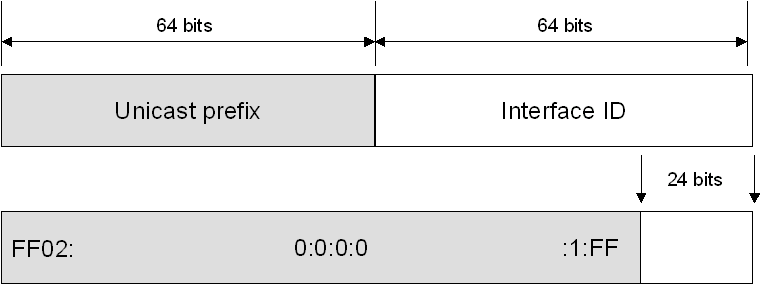 64 bits 64 bits
Unicast prefix Interface ID
24 bits
FF02: 0:0:0:0 :1:FF